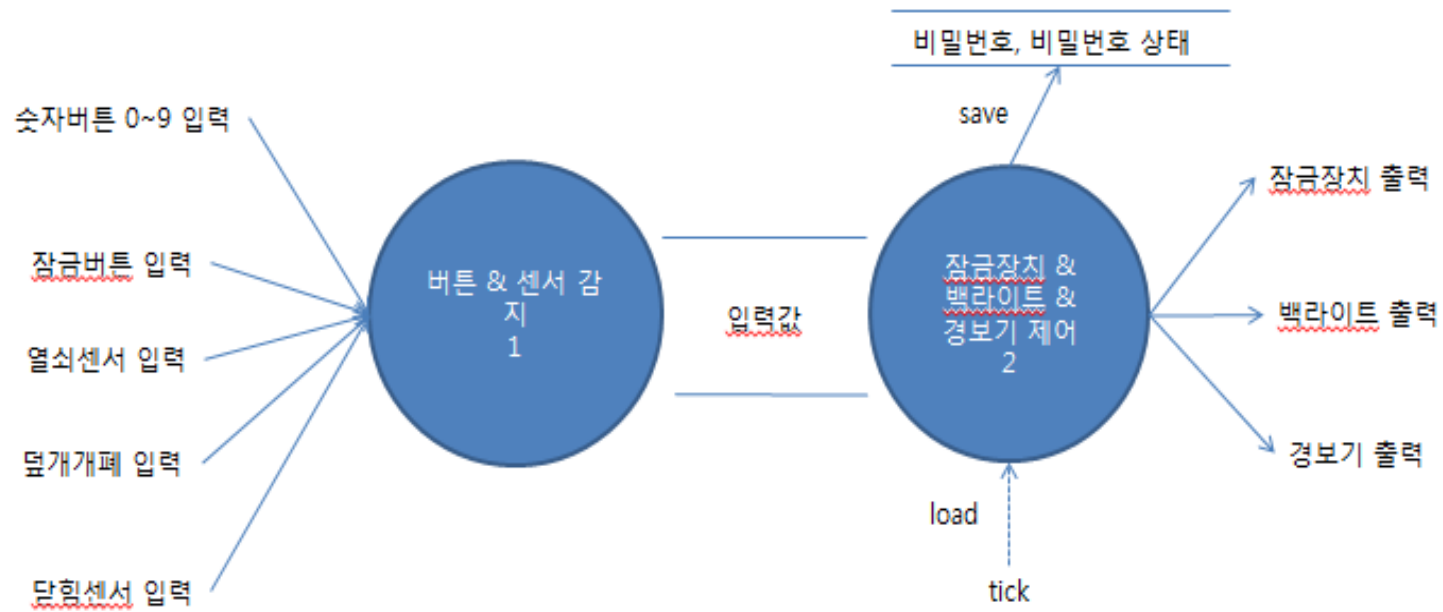 비밀번호, 비밀번호 상태
save
숫자버튼 0~9 입력
잠금버튼 입력
열쇠센서 입력
덮개개폐 입력
닫힘센서 입력
버튼 & 센서 감
지
1
입력값
잠금장치 &
백라이트 &
경보기 제어
2
잠금장치 출력
백라이트 출력
경보기 출력
load
tick